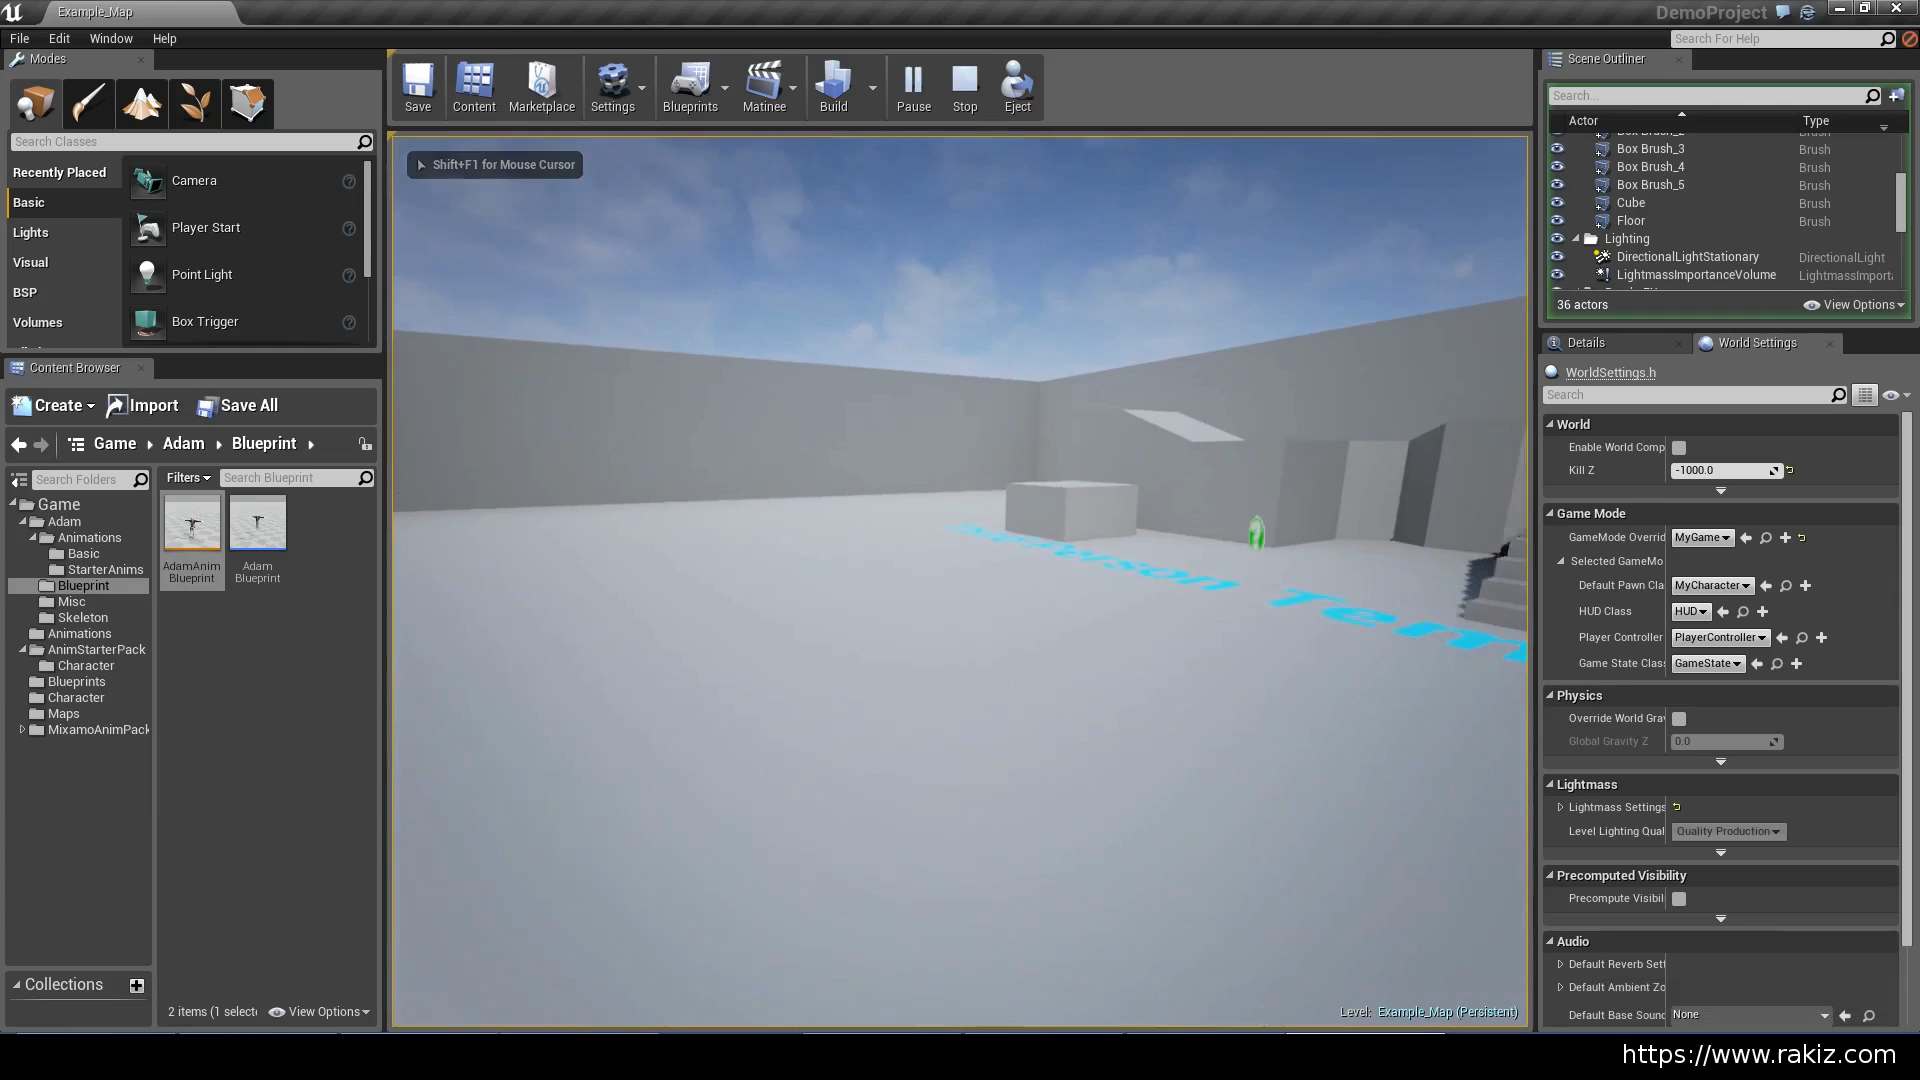 Example_Map
DemoProject
File Edit Window Help
Search For Help
Modes
Search Classes
Recently Placed
Basic
Lights
Visual
BSP
Volumes
Camera
Player Start
Point Light
Box Trigger
Content Browser
Create
Import
Save All
Game Adam Blueprint
Search Folders
Filters
Search Blueprint
Game
Adam
Animations
Basic
StarterAnims
Blueprint
Misc
Skeleton
Animations
AnimStarterPack
Character
Blueprints
Character
Maps
MixamoAnimPack
AdamAnim
Blueprint
Adam
Blueprint
Collections
2 items (1 selecte
View Options
Save
Content
Marketplace
Settings
Blueprints
Matinee
Build
Pause
Stop
Eject
Shift+F1 for Mouse Cursor
Level: Example_Map (Persistent)
Scene Outliner
Search...
Actor Type
Box Brush_2 Brush
Box Brush_3 Brush
Box Brush_4 Brush
Box Brush_5 Brush
Cube Brush
Floor Brush
Lighting
DirectionalLightStationary DirectionalLight
LightmassImportanceVolume LightmassImporta
36 actors
View Options
Details
World Settings
WorldSettings.h
Search
World
Enable World Comp
Kill Z -1000.0
Game Mode
GameMode Overrid MyGame
Selected GameMo
Default Pawn Cla MyCharacter
HUD Class HUD
Player Controller PlayerController
Game State Clas GameState
Physics
Override World Gra
Global Gravity Z 0.0
Lightmass
Lightmass Settings
Level Lighting Qual Quality Production
Precomputed Visibility
Precompute Visibil
Audio
Default Reverb Sett
Default Ambient Zo
Default Base Sound None
https://www.rakiz.com